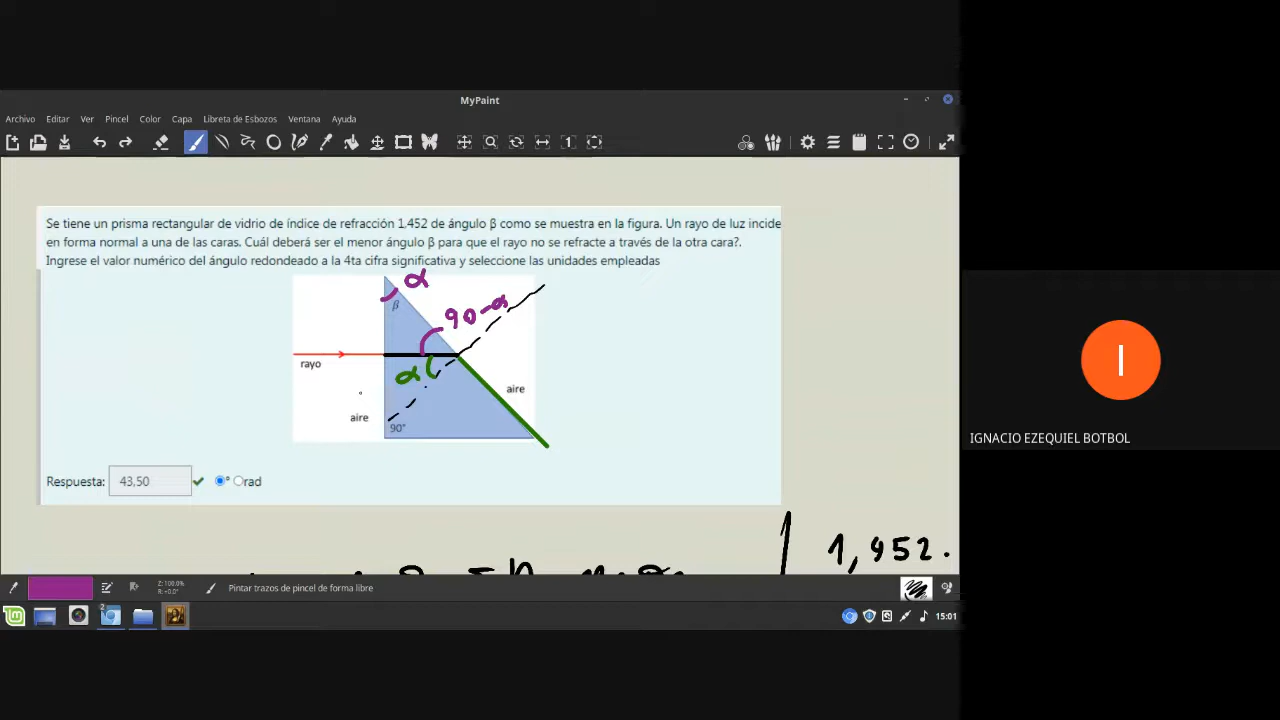 MyPaint
Archivo Editar Ver Pincel Color Capa Libreta de Esbozos Ventana Ayuda
Se tiene un prisma rectangular de vidrio de índice de refracción 1,452 de ángulo β como se muestra en la figura. Un rayo de luz incide
en forma normal a una de las caras. Cuál deberá ser el menor ángulo β para que el rayo no se refracte a través de la otra cara?.
Ingrese el valor numérico del ángulo redondeado a la 4ta cifra significativa y seleccione las unidades empleadas
α
β
90-α
rayo
α
aire
aire
90°
Respuesta: 43,50 ° rad
1,452.
Z: 100.0%
R: +0.0°
Pintar trazos de pincel de forma libre
15:01
I
IGNACIO EZEQUIEL BOTBOL